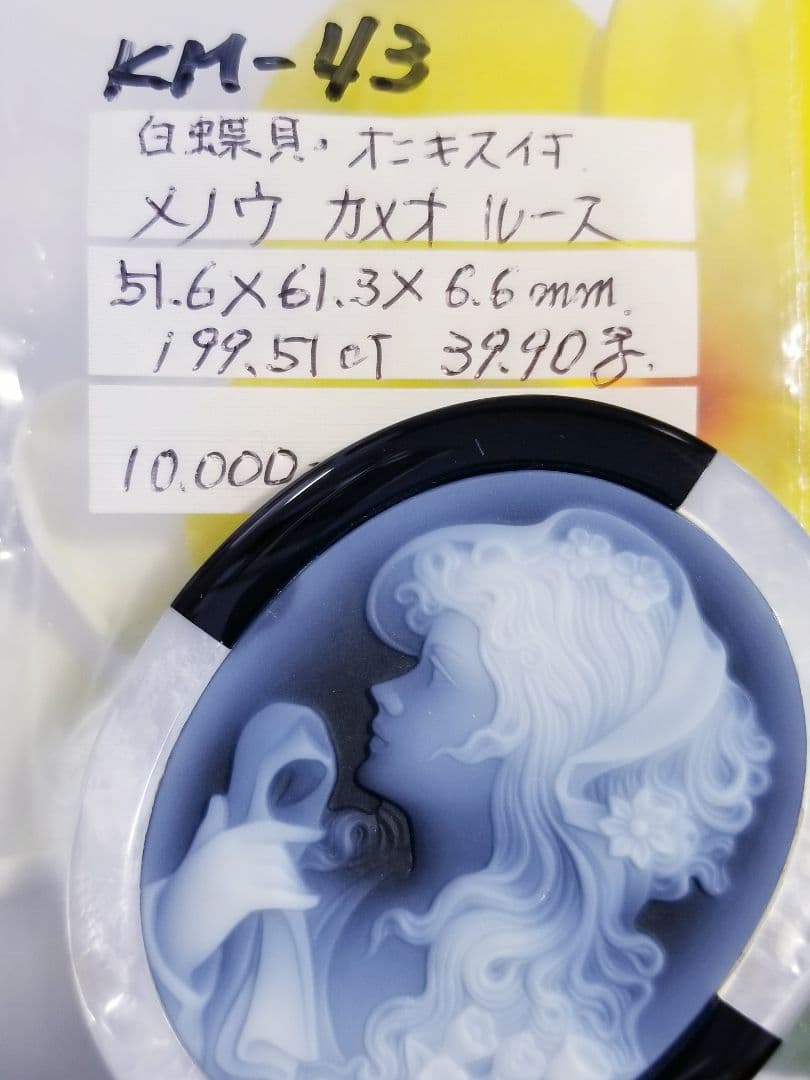 KM-43
白蝶貝・オニキスイチ
メノウ カメオ ルース
51.6×61.3×6.6mm.
199.51ct 39.90g.
10.000-